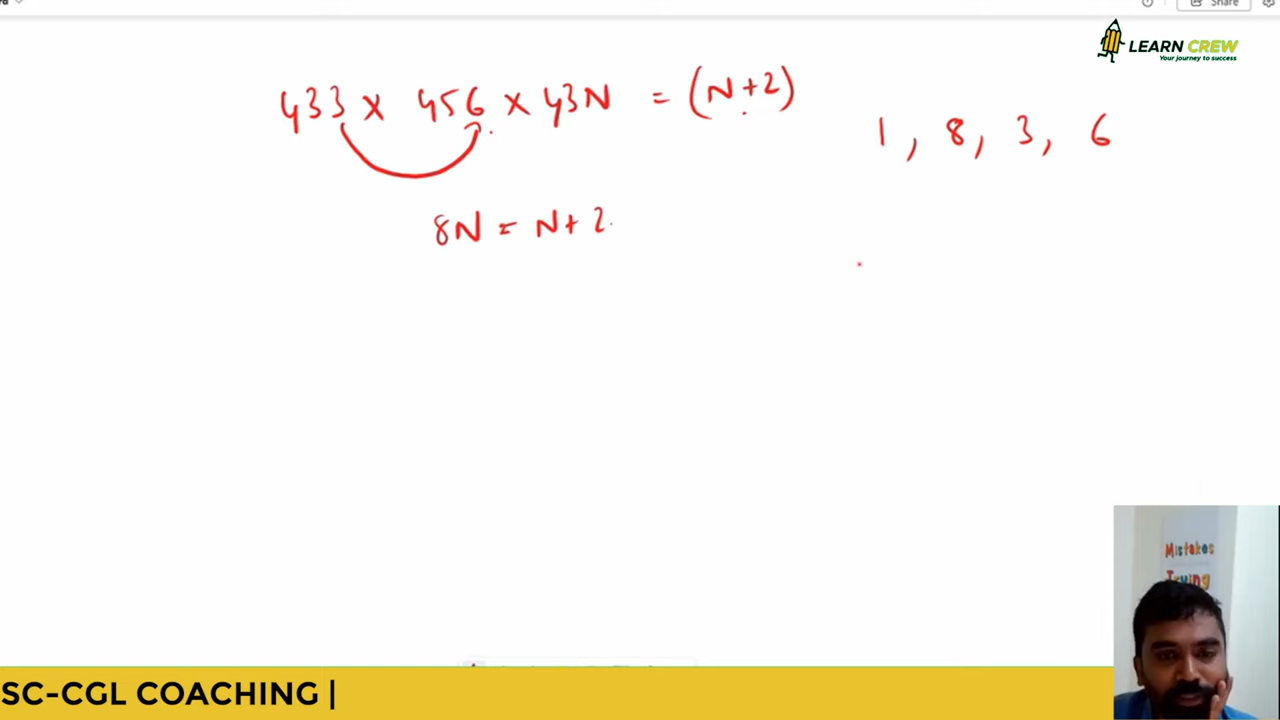 Share
LEARN CREW
Your journey to success
433 x 456 x 43N = (N+2)
1, 8, 3, 6
8N = N+2
Mistakes
Trying
SC-CGL COACHING |